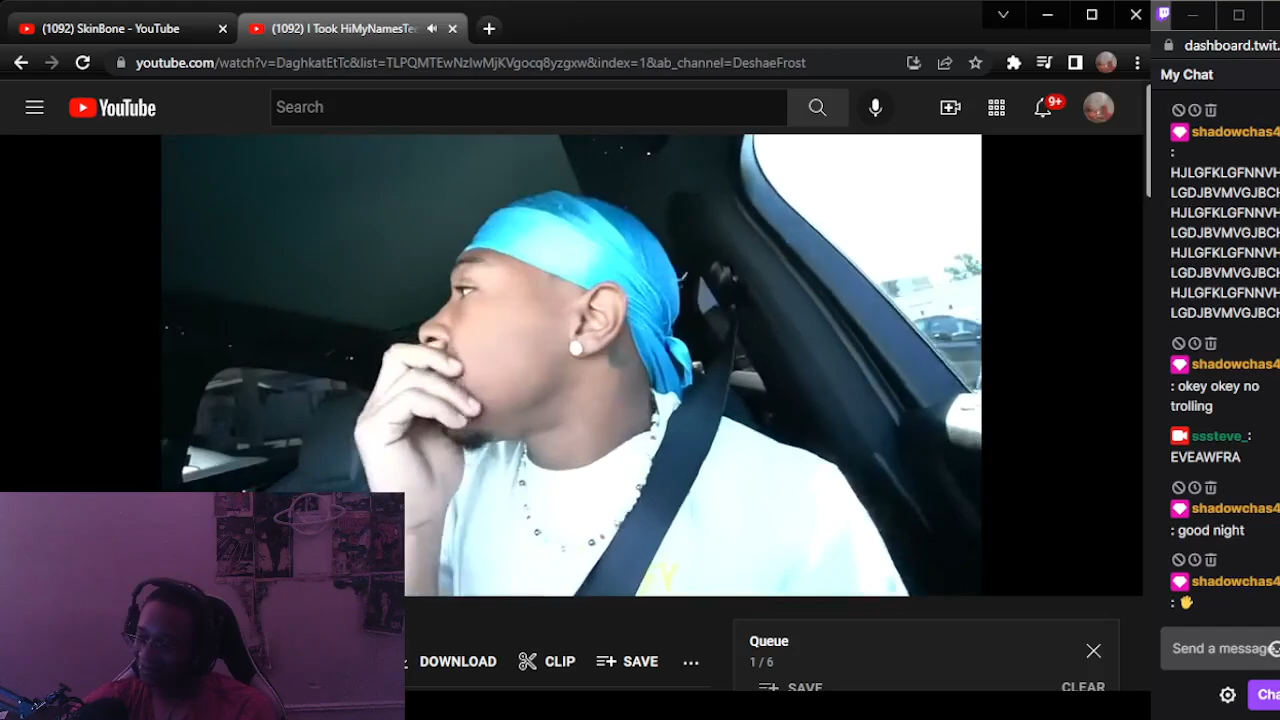 (1092) SkinBone - YouTube
(1092) I Took HiMyNamesTe
youtube.com/watch?v=DaghkatEtTc&list=TLPQMTEwNzIwMjKVgocq8yzgxw&index=1&ab_channel=DeshaeFrost
dashboard.twit
My Chat
YouTube
Search
9+
shadowchas4
:
HJLGFKLGFNNVH
LGDJBVMVGJBCH
HJLGFKLGFNNVH
LGDJBVMVGJBCH
HJLGFKLGFNNVH
LGDJBVMVGJBCH
HJLGFKLGFNNVH
LGDJBVMVGJBCH
shadowchas4
: okey okey no
trolling
sssteve_:
EVEAWFRA
shadowchas4
: good night
shadowchas4
:
DOWNLOAD
CLIP
SAVE
Queue
1 / 6
SAVE
CLEAR
Send a message
Cha